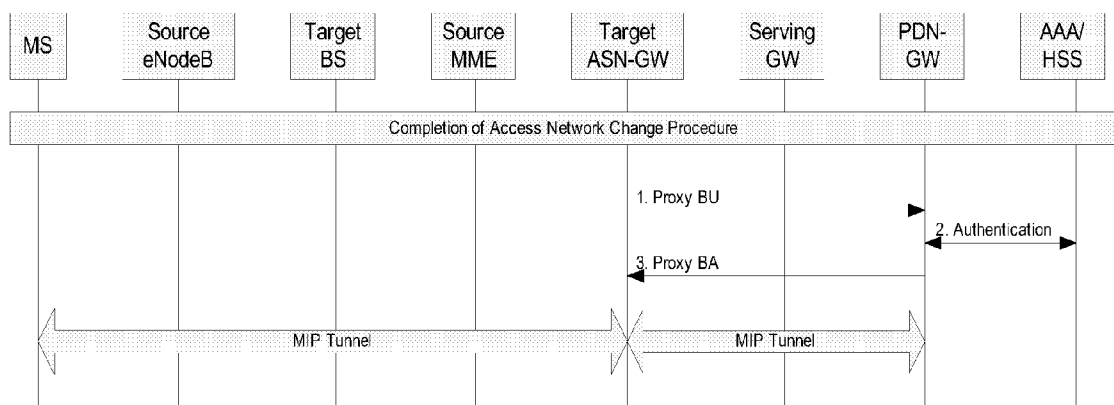 MS
Source
eNodeB
Target
BS
Source
MME
Target
ASN-GW
Serving
GW
PDN-
GW
AAA/
HSS
Completion of Access Network Change Procedure
1. Proxy BU
2. Authentication
3. Proxy BA
MIP Tunnel
MIP Tunnel